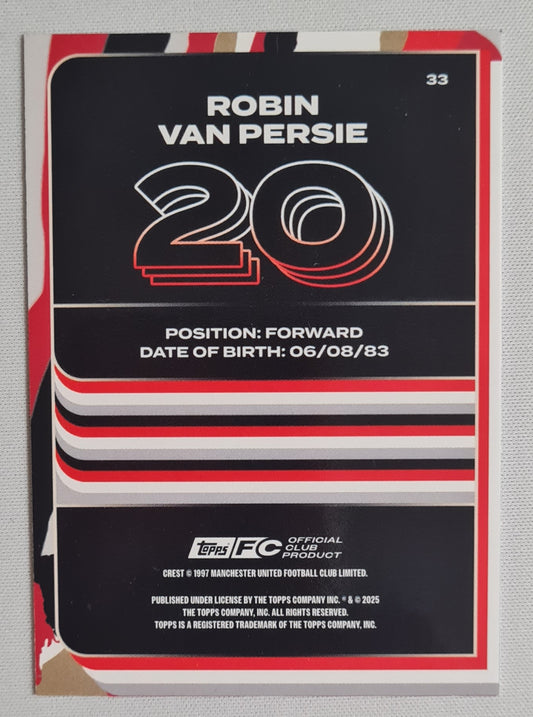 33
ROBIN
VAN PERSIE
20
POSITION: FORWARD
DATE OF BIRTH: 06/08/83
Topps FC OFFICIAL
CLUB
PRODUCT
CREST © 1997 MANCHESTER UNITED FOOTBALL CLUB LIMITED.
PUBLISHED UNDER LICENSE BY THE TOPPS COMPANY INC. ® & © 2025
THE TOPPS COMPANY, INC. ALL RIGHTS RESERVED.
TOPPS IS A REGISTERED TRADEMARK OF THE TOPPS COMPANY, INC.